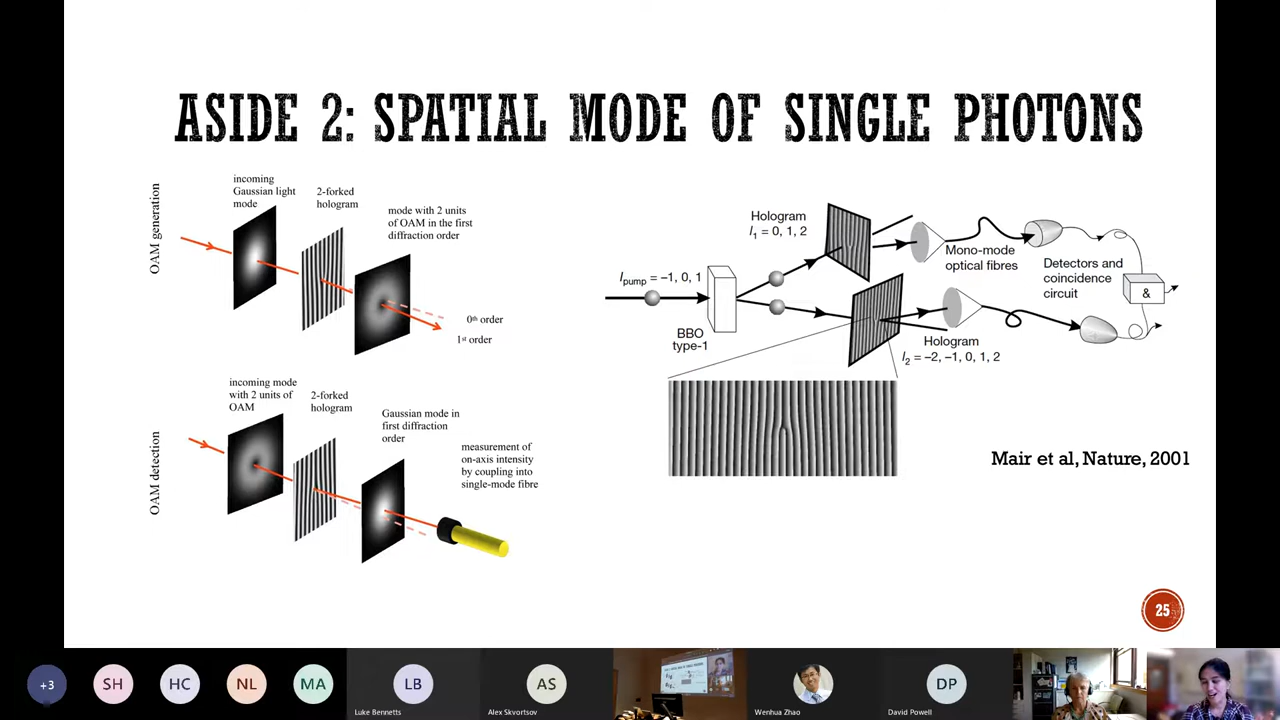 ASIDE 2: SPATIAL MODE OF SINGLE PHOTONS
OAM generation
incoming
Gaussian light
mode
2-forked
hologram
mode with 2 units
of OAM in the first
diffraction order
0th order
1st order
OAM detection
incoming mode
with 2 units of
OAM
2-forked
hologram
Gaussian mode in
first diffraction
order
measurement of
on-axis intensity
by coupling into
single-mode fibre
lpump = –1, 0, 1
BBO
type-1
Hologram
l1 = 0, 1, 2
Mono-mode
optical fibres
Detectors and
coincidence
circuit
&
Hologram
l2 = –2, –1, 0, 1, 2
Mair et al, Nature, 2001
25
+3
SH
HC
NL
MA
LB
Luke Bennetts
AS
Alex Skvortsov
Wenhua Zhao
DP
David Powell